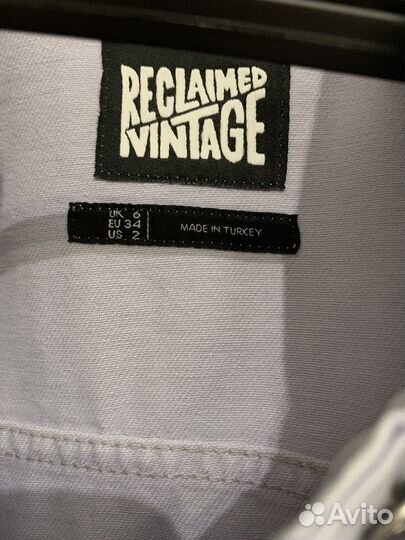 RECLAIMED
VINTAGE
UK 6
EU 34
US 2
MADE IN TURKEY
Avito